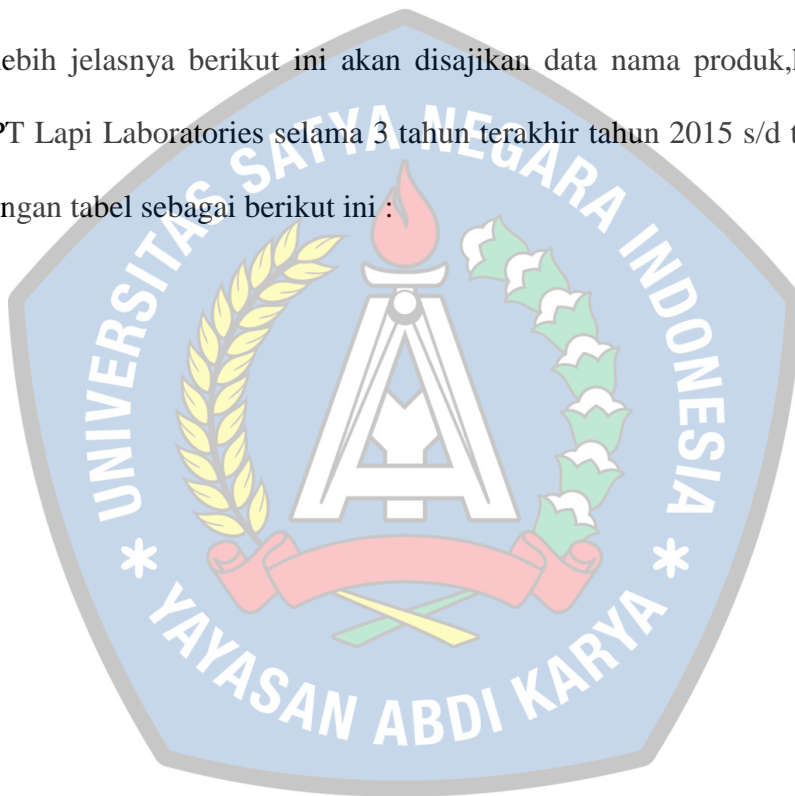 lebih jelasnya berikut ini akan disajikan data nama produk,
PT Lapi Laboratories selama 3 tahun terakhir tahun 2015 s/d
ngan tabel sebagai berikut ini :
UNIVERSITAS SATYA NEGARA INDONESIA
* YAYASAN ABDI KARYA *